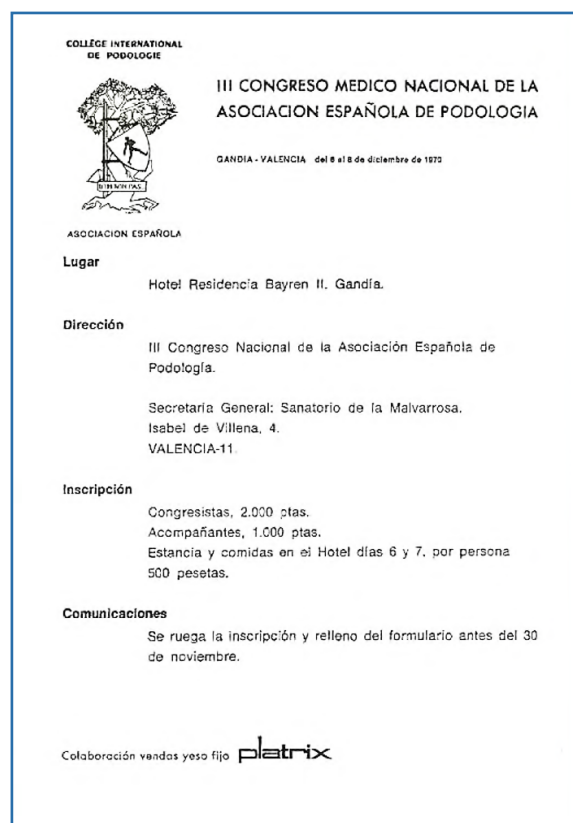 COLLÈGE INTERNATIONAL
DE PODOLOGIE
III CONGRESO MEDICO NACIONAL DE LA
ASOCIACION ESPAÑOLA DE PODOLOGIA
GANDIA - VALENCIA del 6 al 8 de diciembre de 1970
ASOCIACION ESPAÑOLA
Lugar
Hotel Residencia Bayren II. Gandía.
Dirección
III Congreso Nacional de la Asociación Española de
Podología.
Secretaría General: Sanatorio de la Malvarrosa.
Isabel de Villena, 4.
VALENCIA-11.
Inscripción
Congresistas, 2.000 ptas.
Acompañantes, 1.000 ptas.
Estancia y comidas en el Hotel días 6 y 7, por persona
500 pesetas.
Comunicaciones
Se ruega la inscripción y relleno del formulario antes del 30
de noviembre.
Colaboración vendas yeso fijo platrix